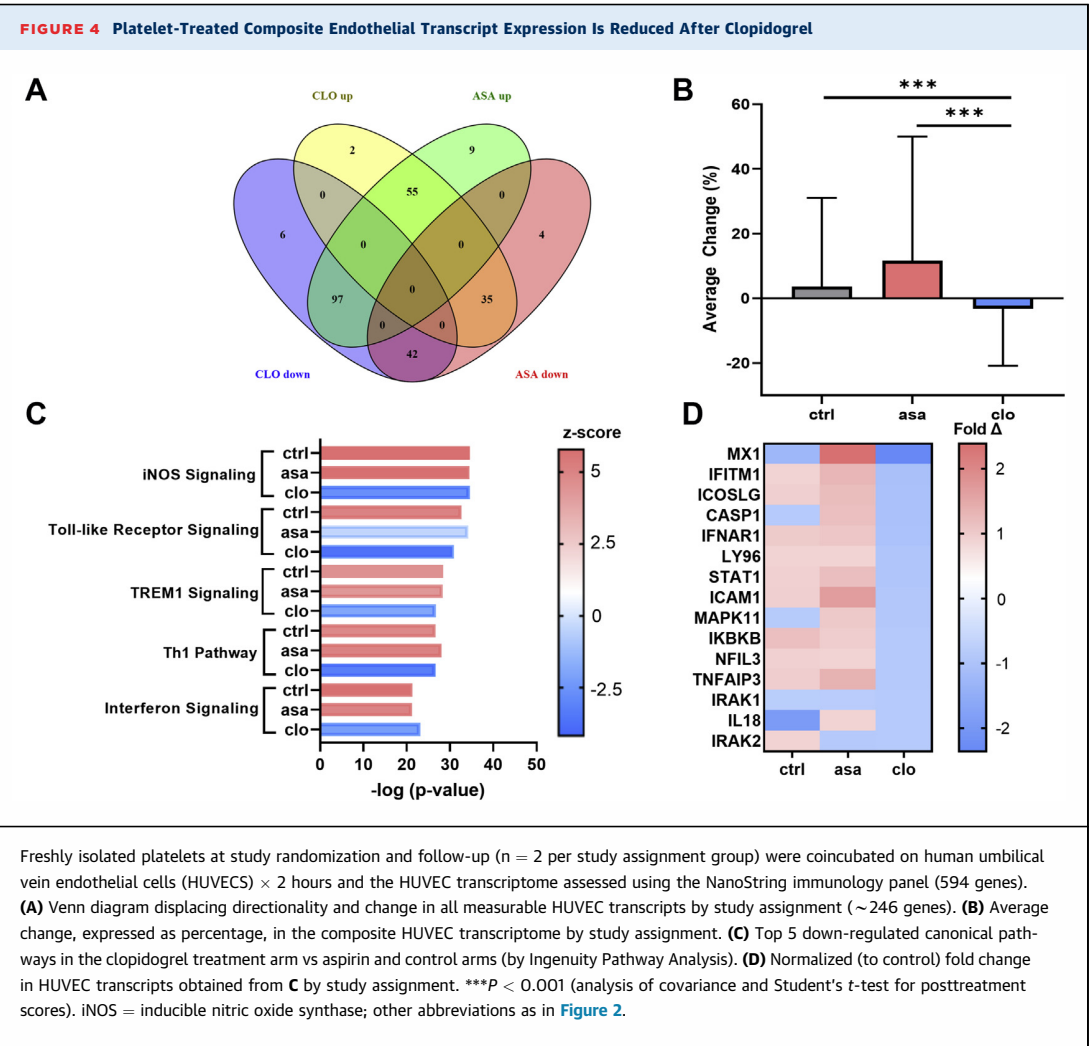 FIGURE 4 Platelet-Treated Composite Endothelial Transcript Expression Is Reduced After Clopidogrel
A
CLO up
ASA up
2
9
0
55
0
6
0
0
4
97
0
35
0
0
42
CLO down
ASA down
B
***
***
60
40
20
0
-20
Average Change (%)
ctrl
asa
clo
C
iNOS Signaling
ctrl
asa
clo
Toll-like Receptor Signaling
ctrl
asa
clo
TREM1 Signaling
ctrl
asa
clo
Th1 Pathway
ctrl
asa
clo
Interferon Signaling
ctrl
asa
clo
0 10 20 30 40 50
-log (p-value)
z-score
5
2.5
0
-2.5
D
MX1
IFITM1
ICOSLG
CASP1
IFNAR1
LY96
STAT1
ICAM1
MAPK11
IKBKB
NFIL3
TNFAIP3
IRAK1
IL18
IRAK2
ctrl asa clo
Fold Δ
2
1
0
-1
-2
Freshly isolated platelets at study randomization and follow-up (n = 2 per study assignment group) were coincubated on human umbilical
vein endothelial cells (HUVECS) × 2 hours and the HUVEC transcriptome assessed using the NanoString immunology panel (594 genes).
(A) Venn diagram displacing directionality and change in all measurable HUVEC transcripts by study assignment (~246 genes). (B) Average
change, expressed as percentage, in the composite HUVEC transcriptome by study assignment. (C) Top 5 down-regulated canonical path-
ways in the clopidogrel treatment arm vs aspirin and control arms (by Ingenuity Pathway Analysis). (D) Normalized (to control) fold change
in HUVEC transcripts obtained from C by study assignment. ***P < 0.001 (analysis of covariance and Student's t-test for posttreatment
scores). iNOS = inducible nitric oxide synthase; other abbreviations as in Figure 2.